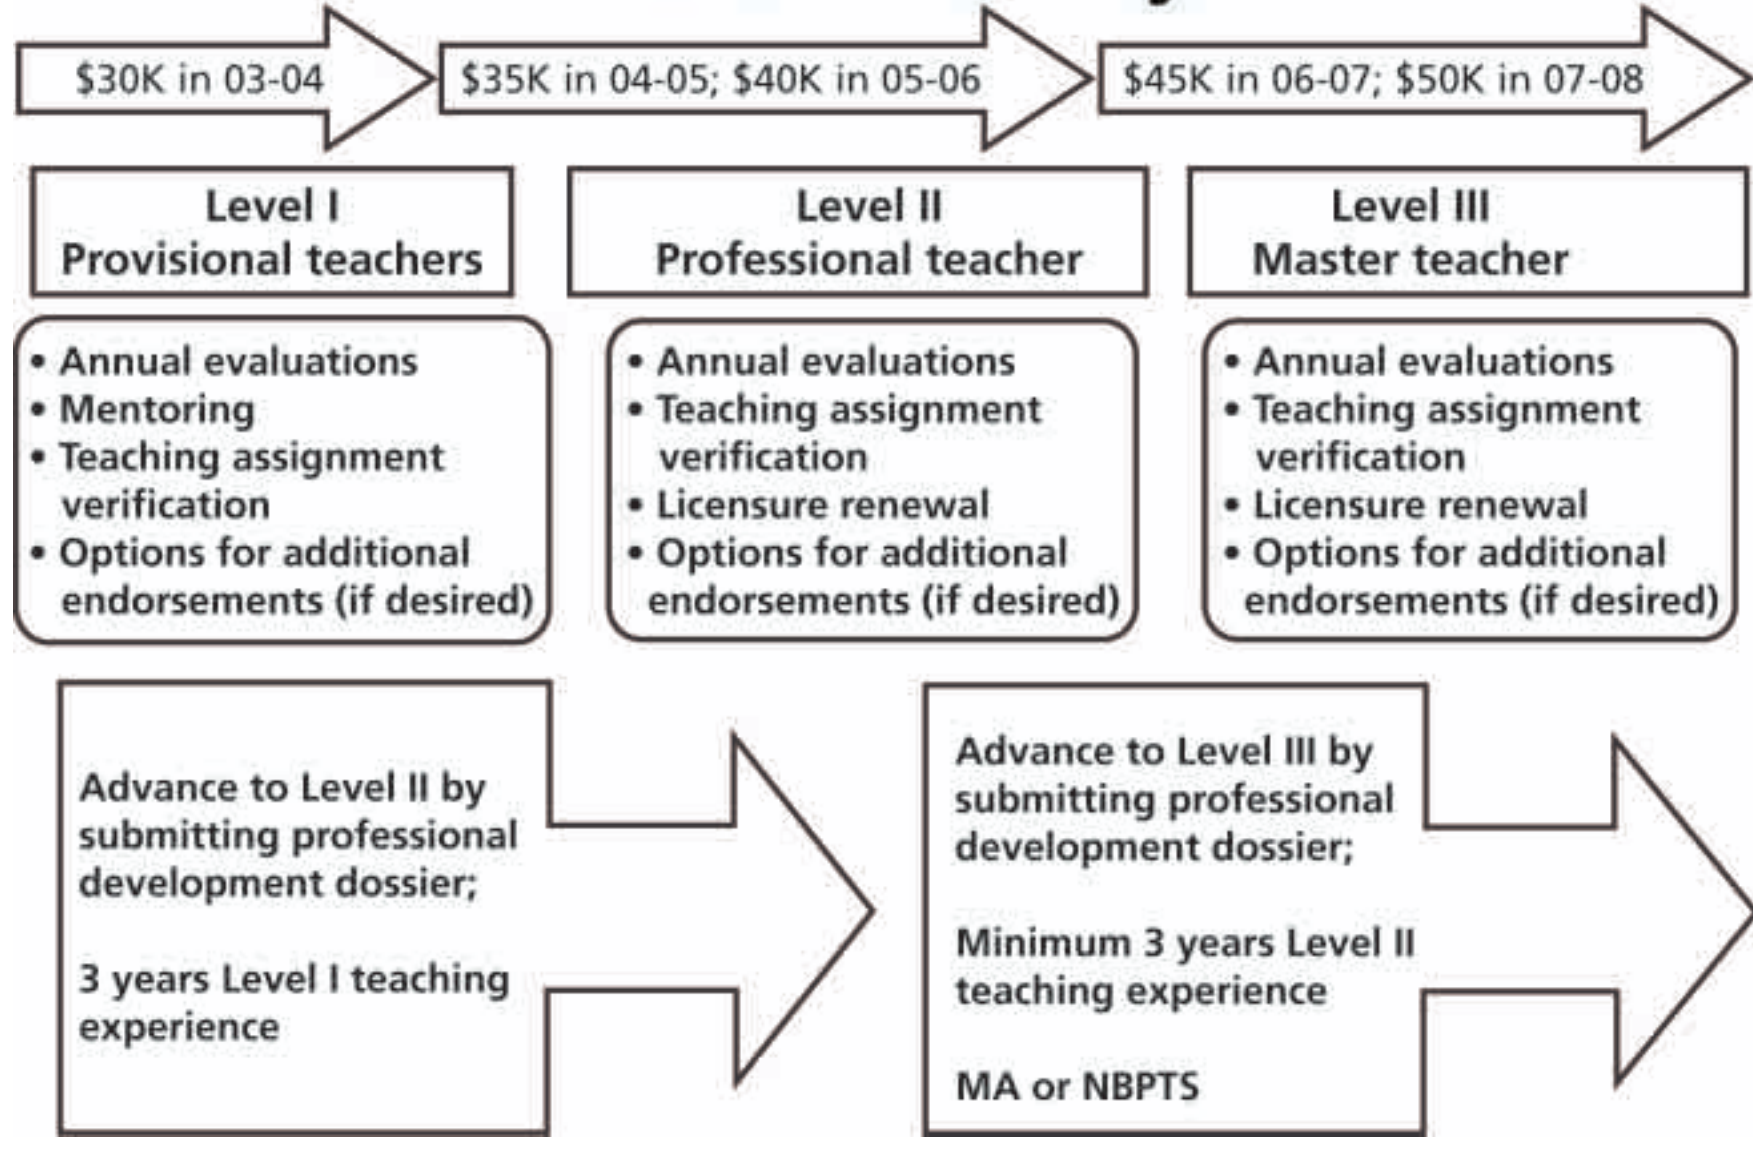 $30K in 03-04
$35K in 04-05; $40K in 05-06
$45K in 06-07; $50K in 07-08
Level I
Provisional teachers
Level II
Professional teacher
Level III
Master teacher
• Annual evaluations
• Mentoring
• Teaching assignment
verification
• Options for additional
endorsements (if desired)
• Annual evaluations
• Teaching assignment
verification
• Licensure renewal
• Options for additional
endorsements (if desired)
• Annual evaluations
• Teaching assignment
verification
• Licensure renewal
• Options for additional
endorsements (if desired)
Advance to Level II by
submitting professional
development dossier;
3 years Level I teaching
experience
Advance to Level III by
submitting professional
development dossier;
Minimum 3 years Level II
teaching experience
MA or NBPTS